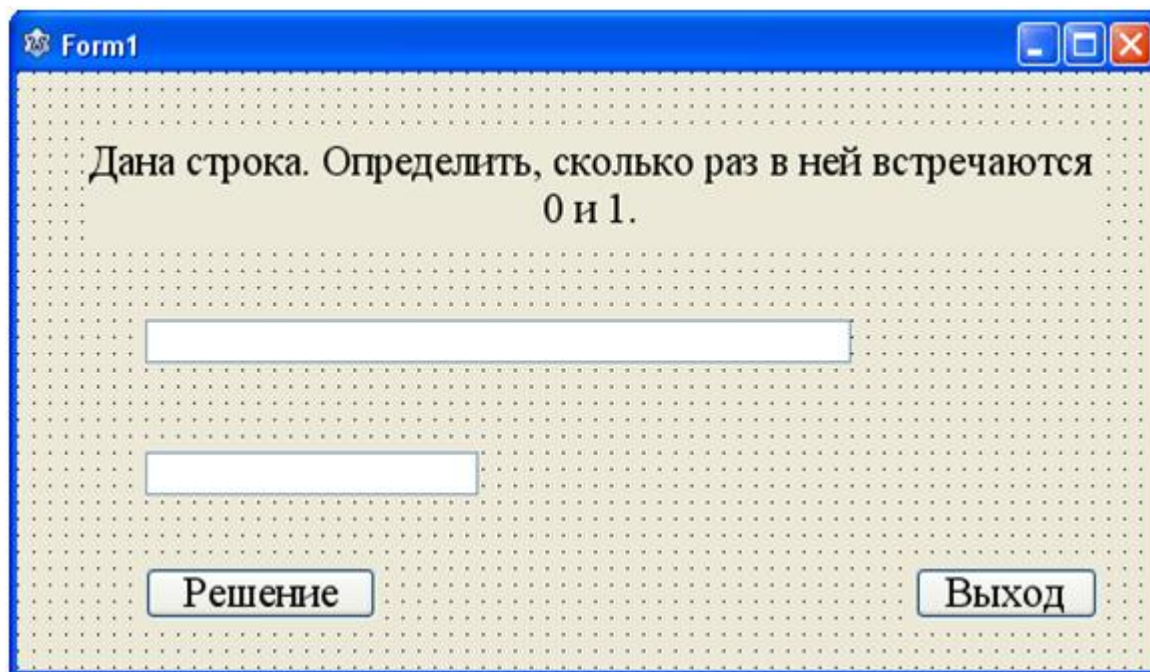 Form1
Дана строка. Определить, сколько раз в ней встречаются
0 и 1.
Решение
Выход